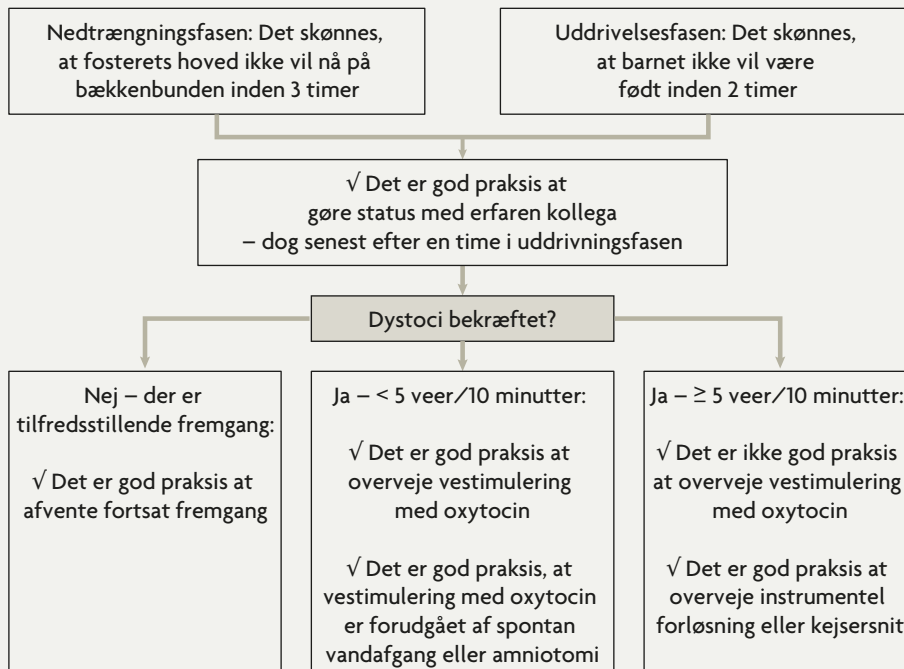 Nedtrængningsfasen: Det skønnes,
at fosterets hoved ikke vil nå på
bækkenbunden inden 3 timer
Uddrivelsesfasen: Det skønnes,
at barnet ikke vil være
født inden 2 timer
√ Det er god praksis at
gøre status med erfaren kollega
– dog senest efter en time i uddrivningsfasen
Dystoci bekræftet?
Nej – der er
tilfredsstillende fremgang:
√ Det er god praksis at
afvente fortsat fremgang
Ja – < 5 veer/10 minutter:
√ Det er god praksis at
overveje vestimulering
med oxytocin
√ Det er god praksis, at
vestimulering med oxytocin
er forudgået af spontan
vandafgang eller amniotomi
Ja – ≥ 5 veer/10 minutter:
√ Det er ikke god praksis
at overveje vestimulering
med oxytocin
√ Det er god praksis at
overveje instrumentel
forløsning eller kejsersnit